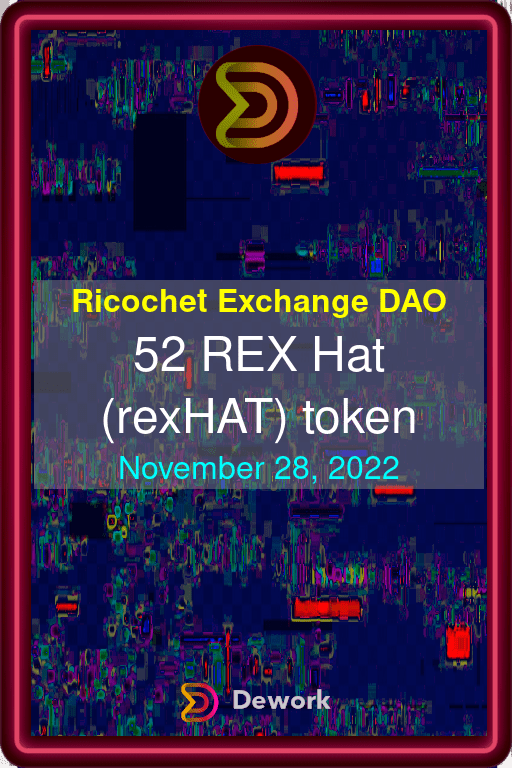 Ricochet Exchange DAO
52 REX Hat
(rexHAT) token
November 28, 2022
Dework